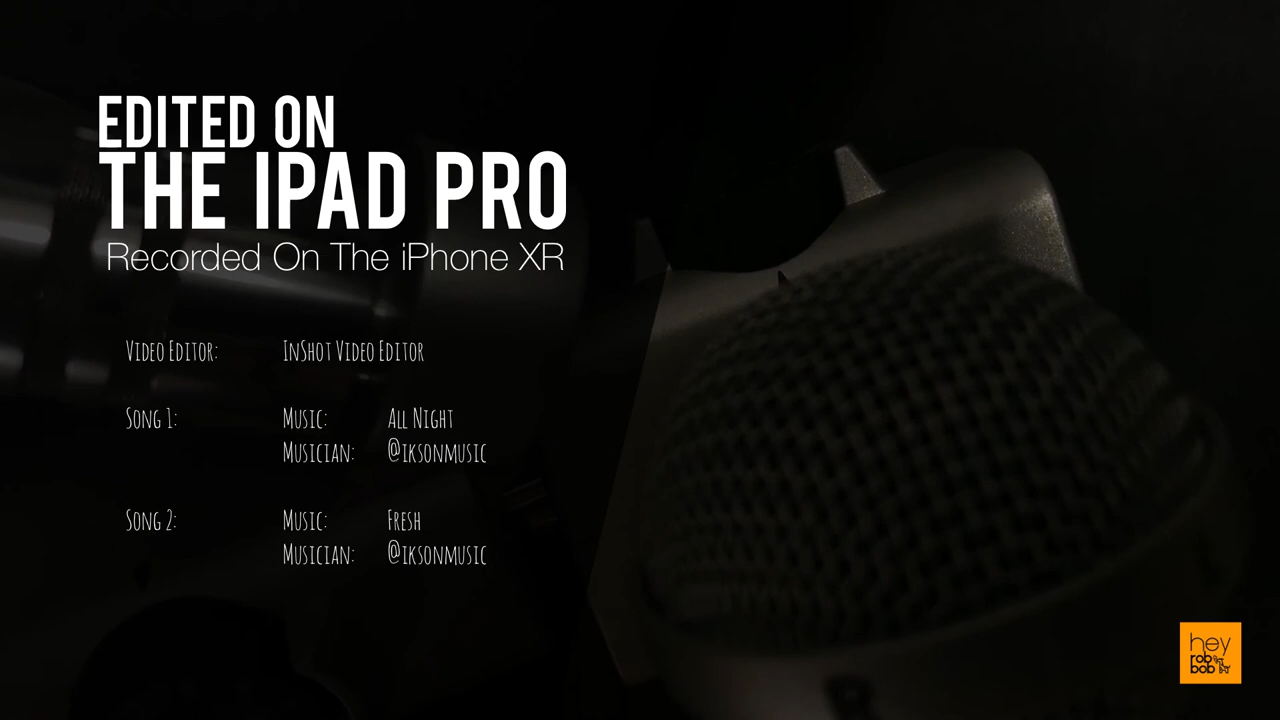 EDITED ON
THE IPAD PRO
Recorded On The iPhone XR
Video Editor: InShot Video Editor
Song 1: Music: All Night
Musician: @iksonmusic
Song 2: Music: Fresh
Musician: @iksonmusic
hey
rob
bob